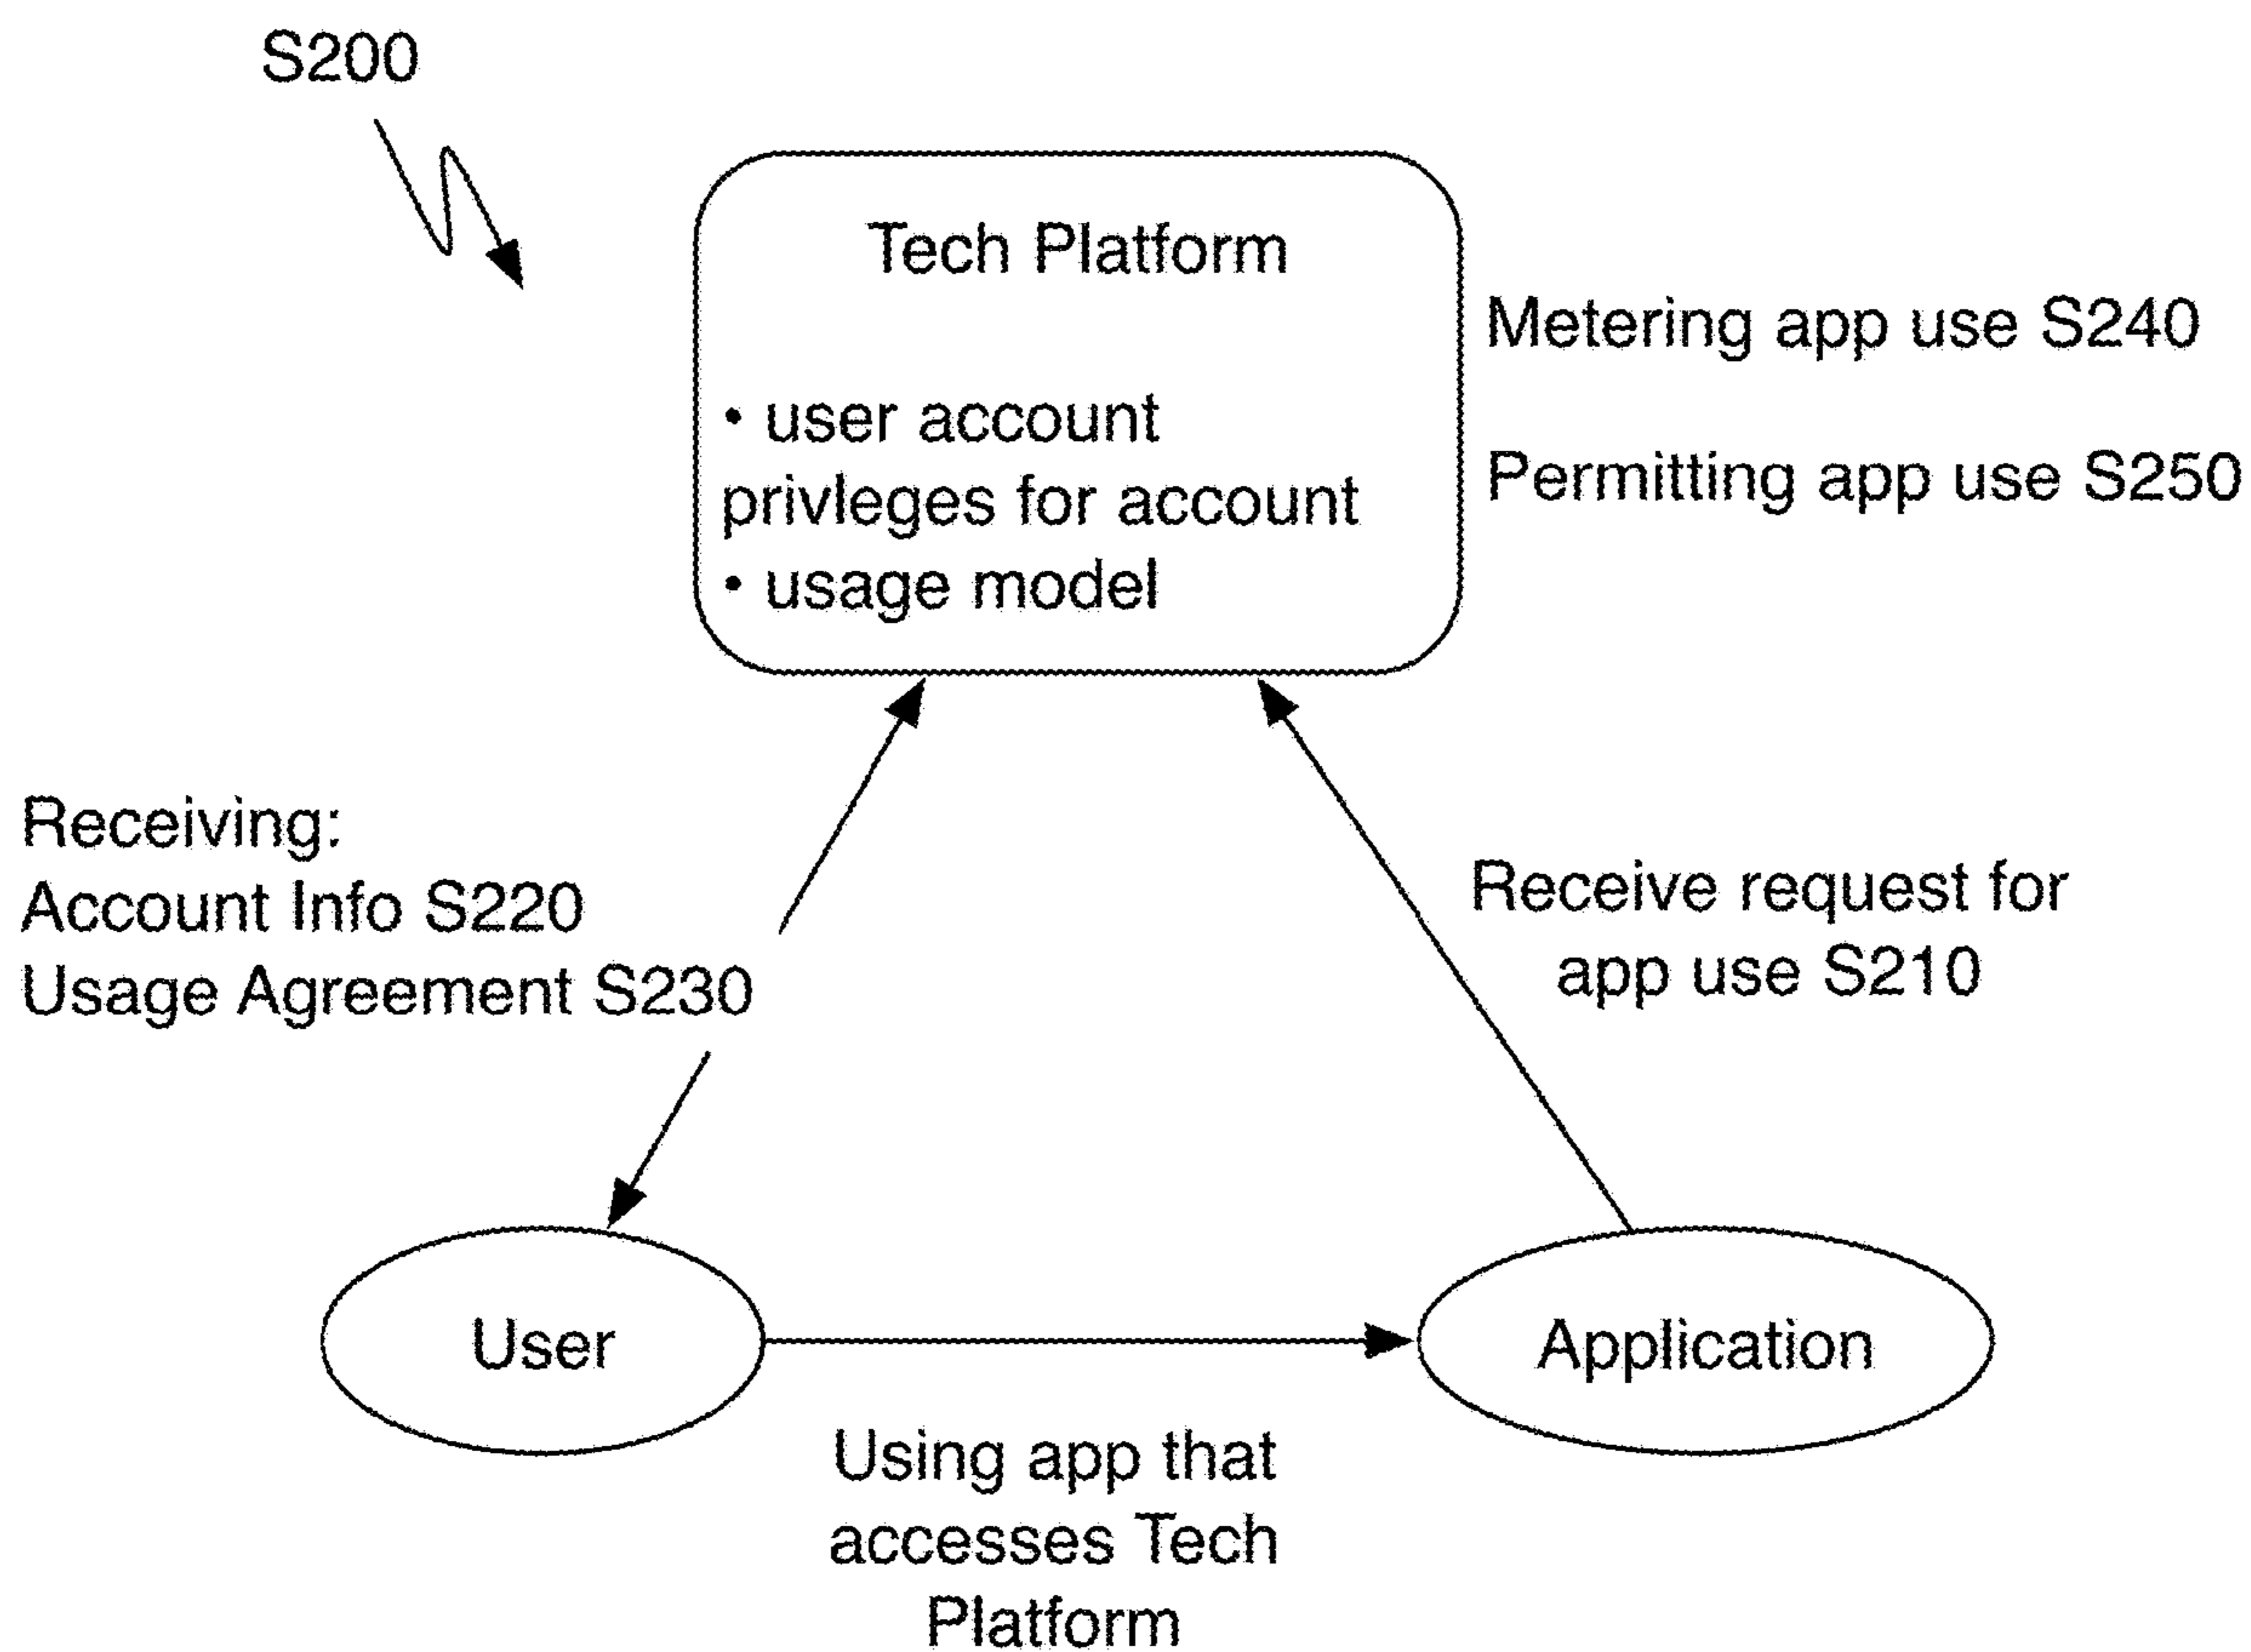 S200
Tech Platform
• user account
privleges for account
• usage model
Metering app use S240
Permitting app use S250
Receiving:
Account Info S220
Usage Agreement S230
Receive request for
app use S210
User
Application
Using app that
accesses Tech
Platform